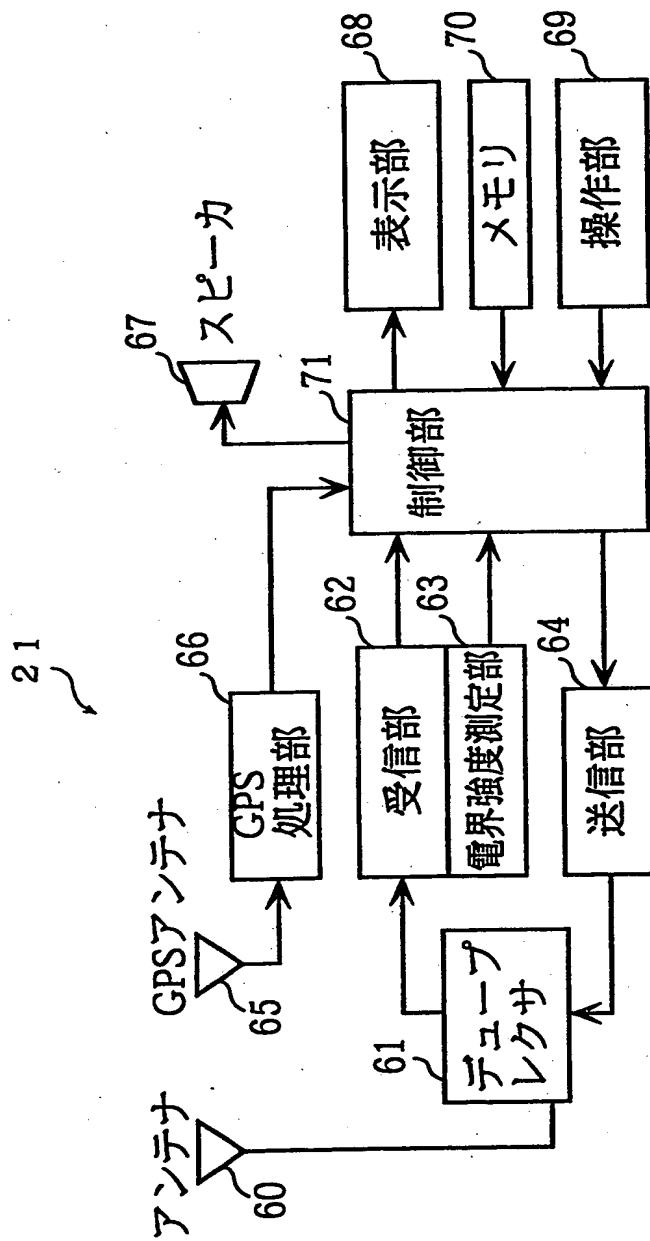 21
アンテナ
60
GPSアンテナ
65
66
GPS
処理部
67
スピーカ
61
デュープ
レクサ
62
受信部
63
電界強度測定部
64
送信部
71
制御部
68
表示部
70
メモリ
69
操作部